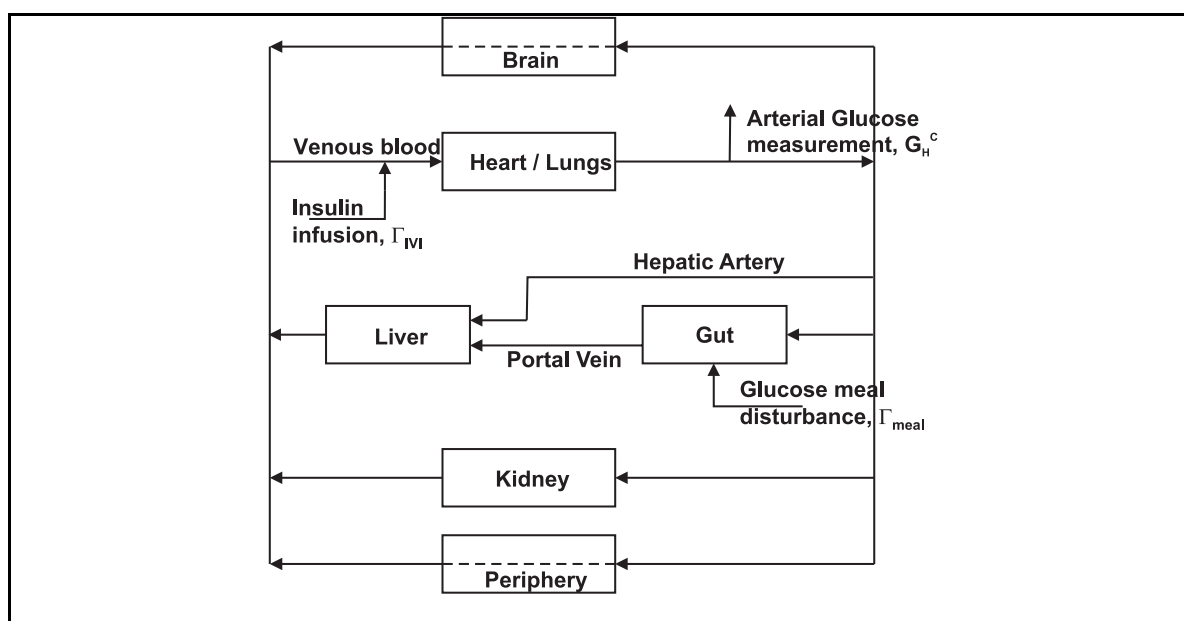 Brain
Arterial Glucose
measurement, G_H^C
Venous blood
Heart / Lungs
Insulin
infusion, Γ_IVI
Hepatic Artery
Liver
Gut
Portal Vein
Glucose meal
disturbance, Γ_meal
Kidney
Periphery